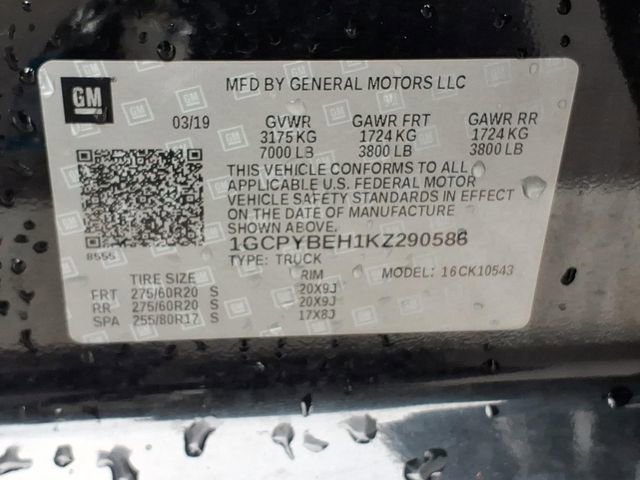 GM
MFD BY GENERAL MOTORS LLC
03/19 GVWR GAWR FRT GAWR RR
3175 KG 1724 KG 1724 KG
7000 LB 3800 LB 3800 LB
THIS VEHICLE CONFORMS TO ALL
APPLICABLE U.S. FEDERAL MOTOR
VEHICLE SAFETY STANDARDS IN EFFECT
ON THE DATE OF MANUFACTURE
SHOWN ABOVE.
1GCPYBEH1KZ290586
8555
TYPE: TRUCK MODEL: 16CK10543
TIRE SIZE RIM
FRT 275/60R20 S 20X9J
RR 275/60R20 S 20X9J
SPA 255/80R17 S 17X8J